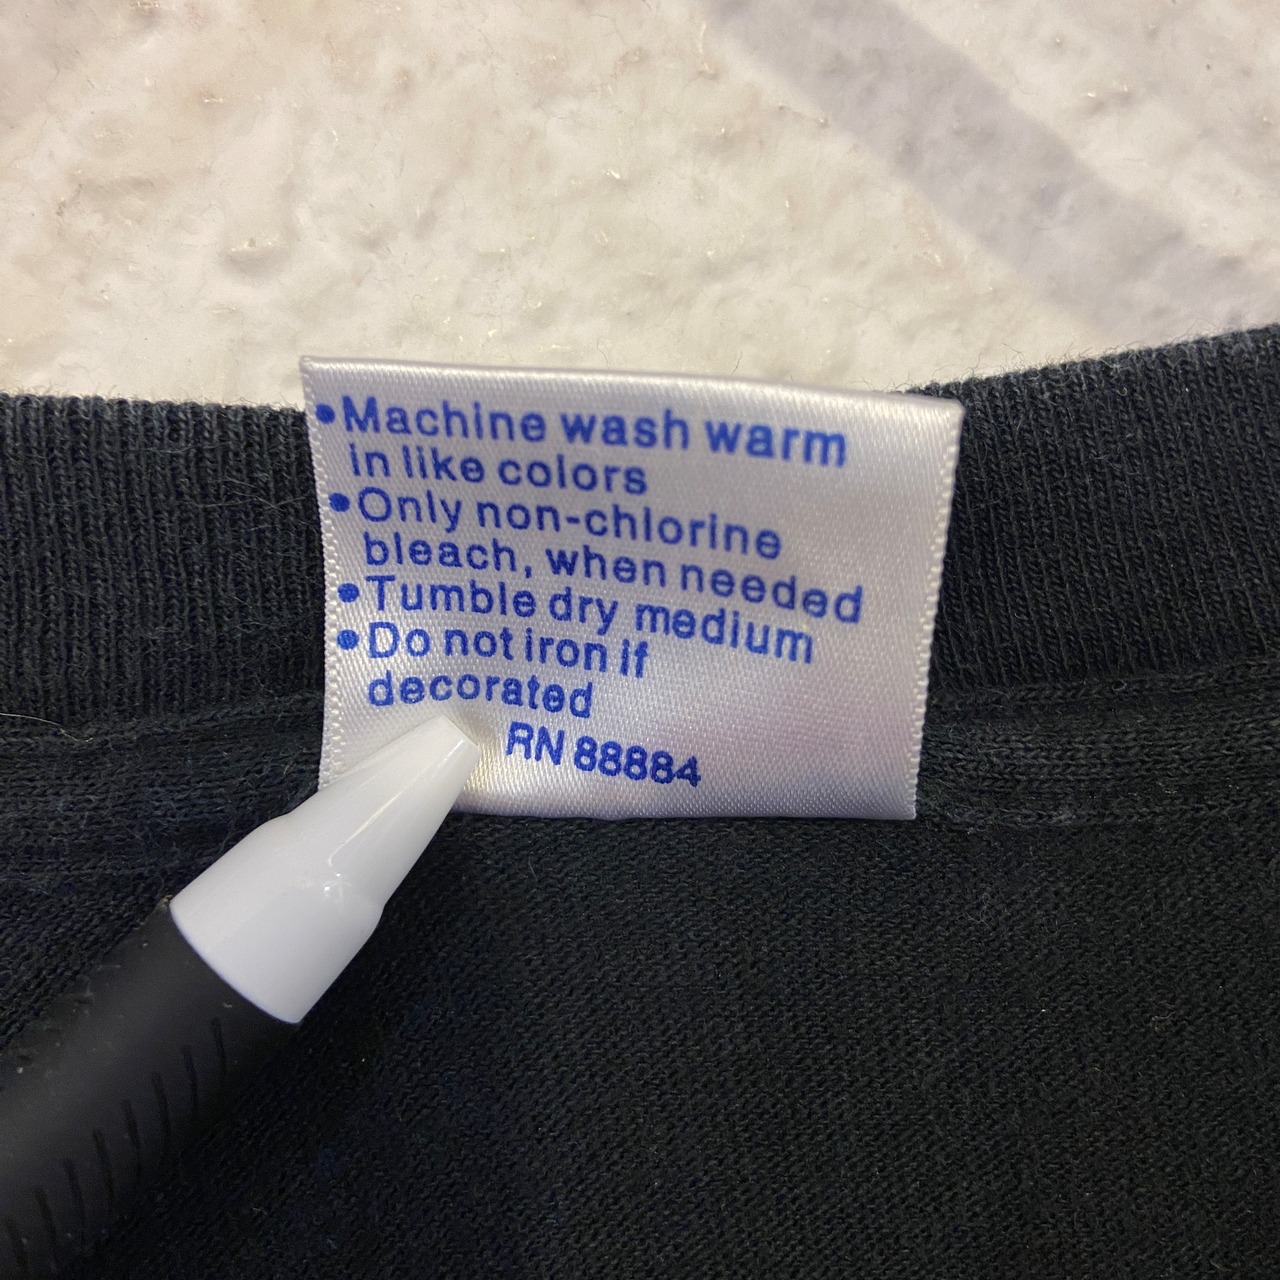 •Machine wash warm
in like colors
•Only non-chlorine
bleach, when needed
•Tumble dry medium
•Do not iron if
decorated
RN 88884